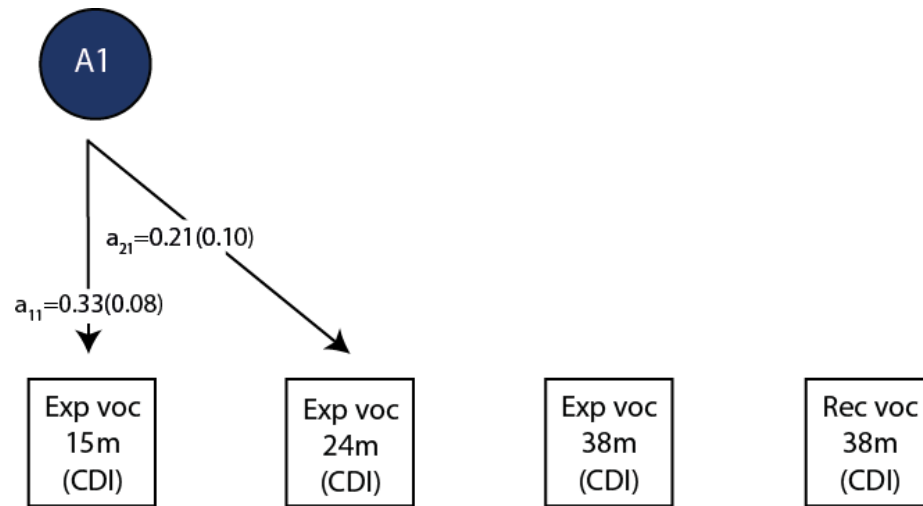 A1
a21=0.21(0.10)
a11=0.33(0.08)
Exp voc
15m
(CDI)
Exp voc
24m
(CDI)
Exp voc
38m
(CDI)
Rec voc
38m
(CDI)